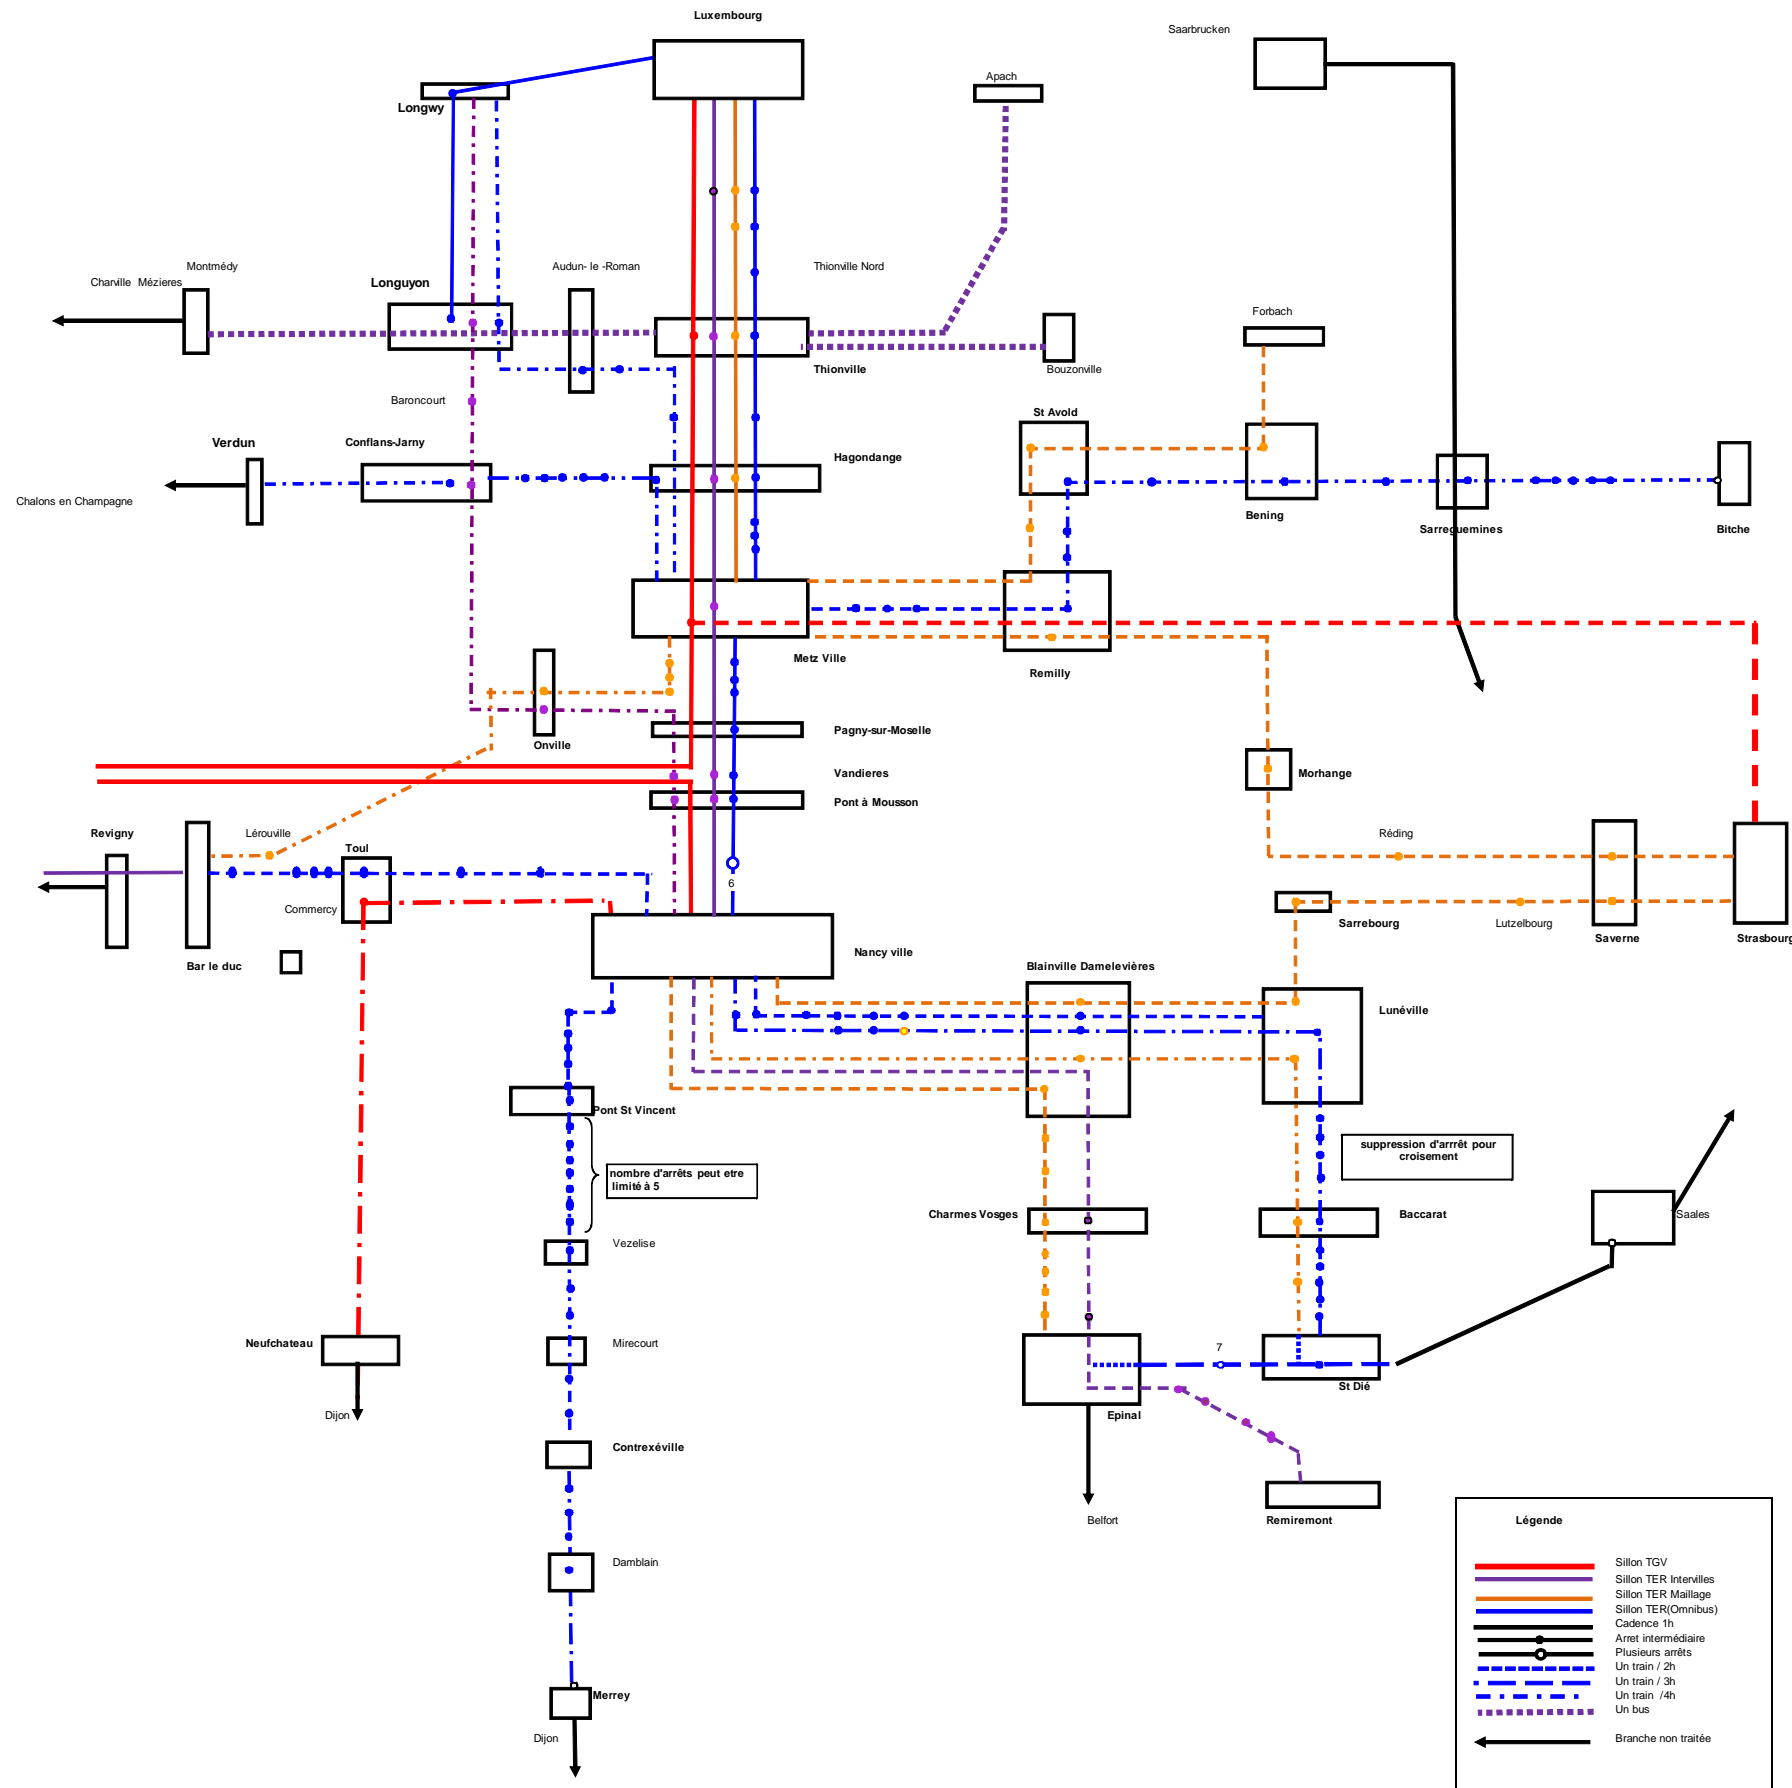 Luxembourg
Saarbrucken
Apach
Longwy
Montmédy
Audun- le -Roman
Thionville Nord
Charville  Mézieres
Longuyon
Forbach
Thionville
Bouzonville
Baroncourt
St Avold
Verdun
Conflans-Jarny
Hagondange
Chalons en Champagne
Bening
Sarreguemines
Bitche
Metz Ville
Remilly
Onville
Pagny-sur-Moselle
Vandieres
Morhange
Pont à Mousson
Revigny
Lérouville
Toul
Réding
6
Commercy
Sarrebourg
Lutzelbourg
Saverne
Strasbourg
Nancy ville
Bar le duc
Blainville Damelevières
Lunéville
Pont St Vincent
suppression d'arrrêt pour
croisement
nombre d'arrêts peut etre
limité à 5
Charmes Vosges
Baccarat
Saales
Vezelise
Neufchateau
Mirecourt
7
St Dié
Dijon
Epinal
Contrexéville
Belfort
Remiremont
Légende
Damblain
Sillon TGV
Sillon TER Intervilles
Sillon TER Maillage
Sillon TER(Omnibus)
Cadence 1h
Arret intermédiaire
Plusieurs arrêts
Un train / 2h
Un train / 3h
Un train  /4h
Un bus
Merrey
Dijon
Branche non traitée